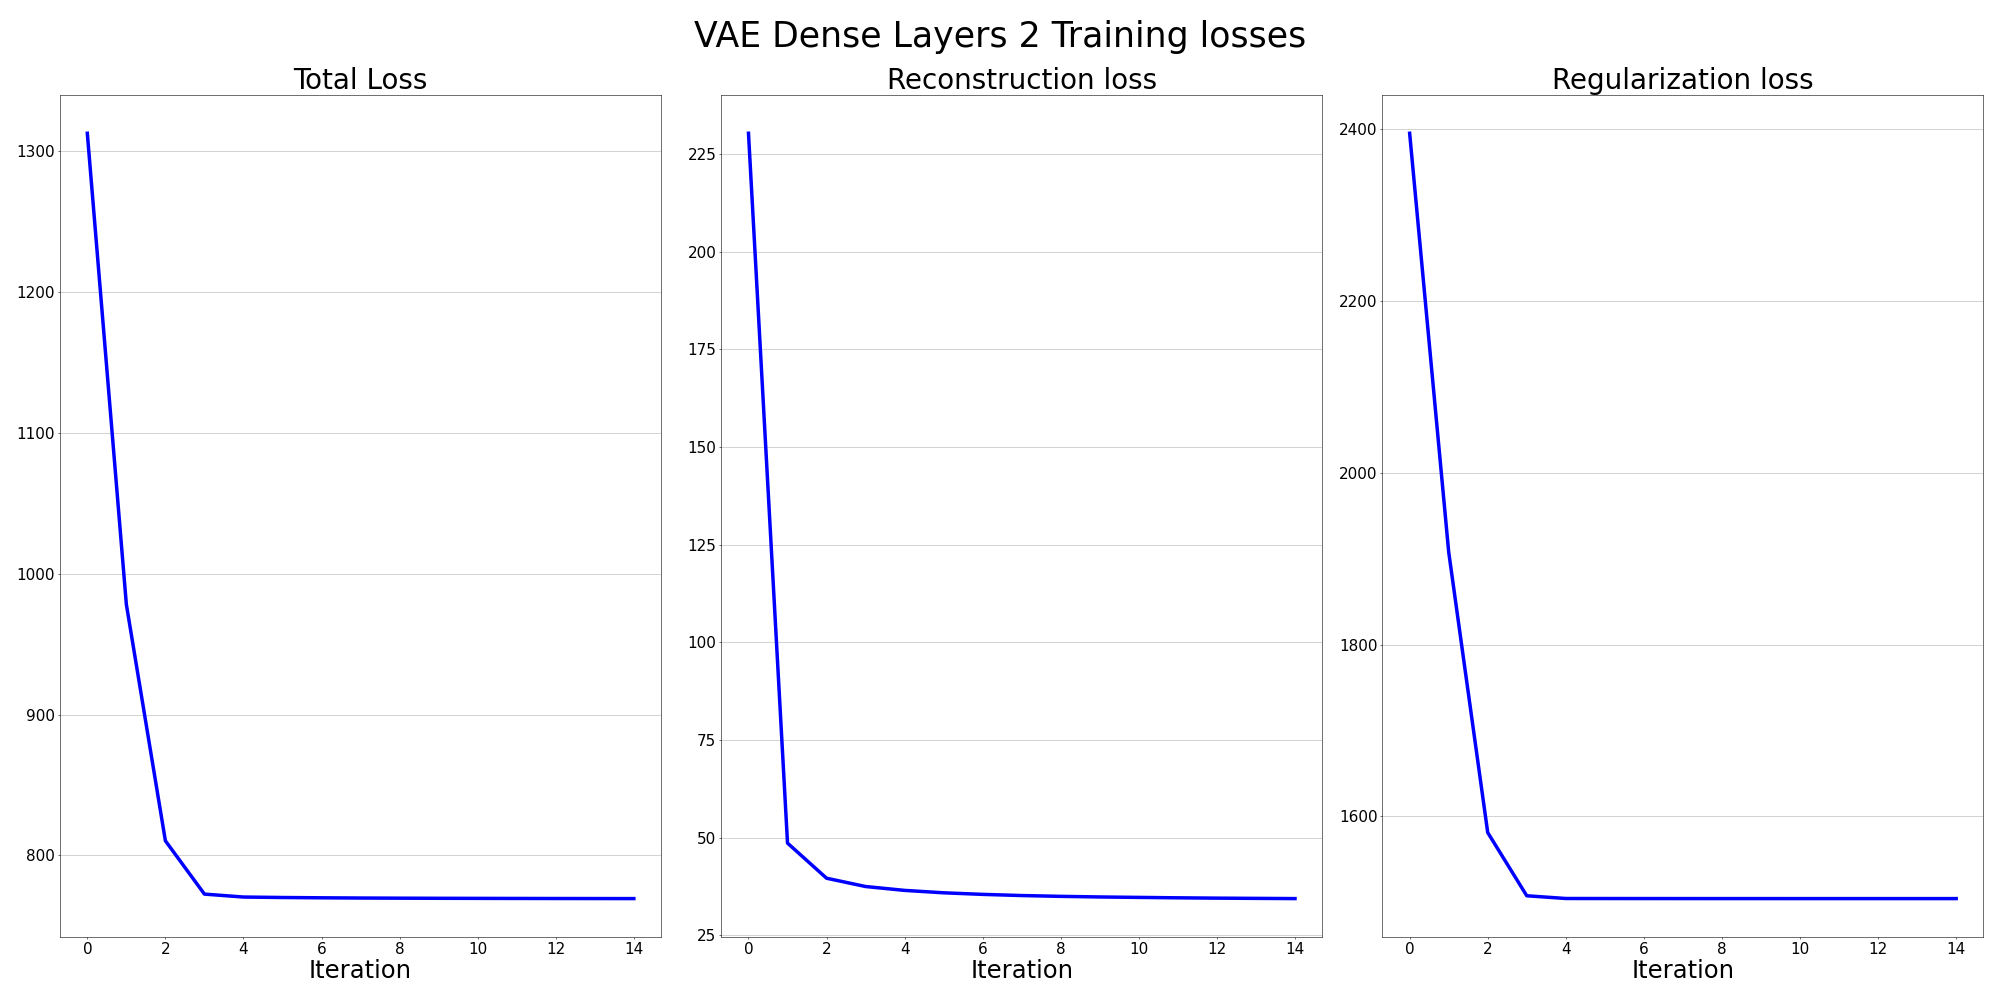 VAE Dense Layers 2 Training losses
Total Loss
1300
1200
1100
1000
900
800
0 2 4 6 8 10 12 14
Iteration
Reconstruction loss
225
200
175
150
125
100
75
50
25
0 2 4 6 8 10 12 14
Iteration
Regularization loss
2400
2200
2000
1800
1600
0 2 4 6 8 10 12 14
Iteration